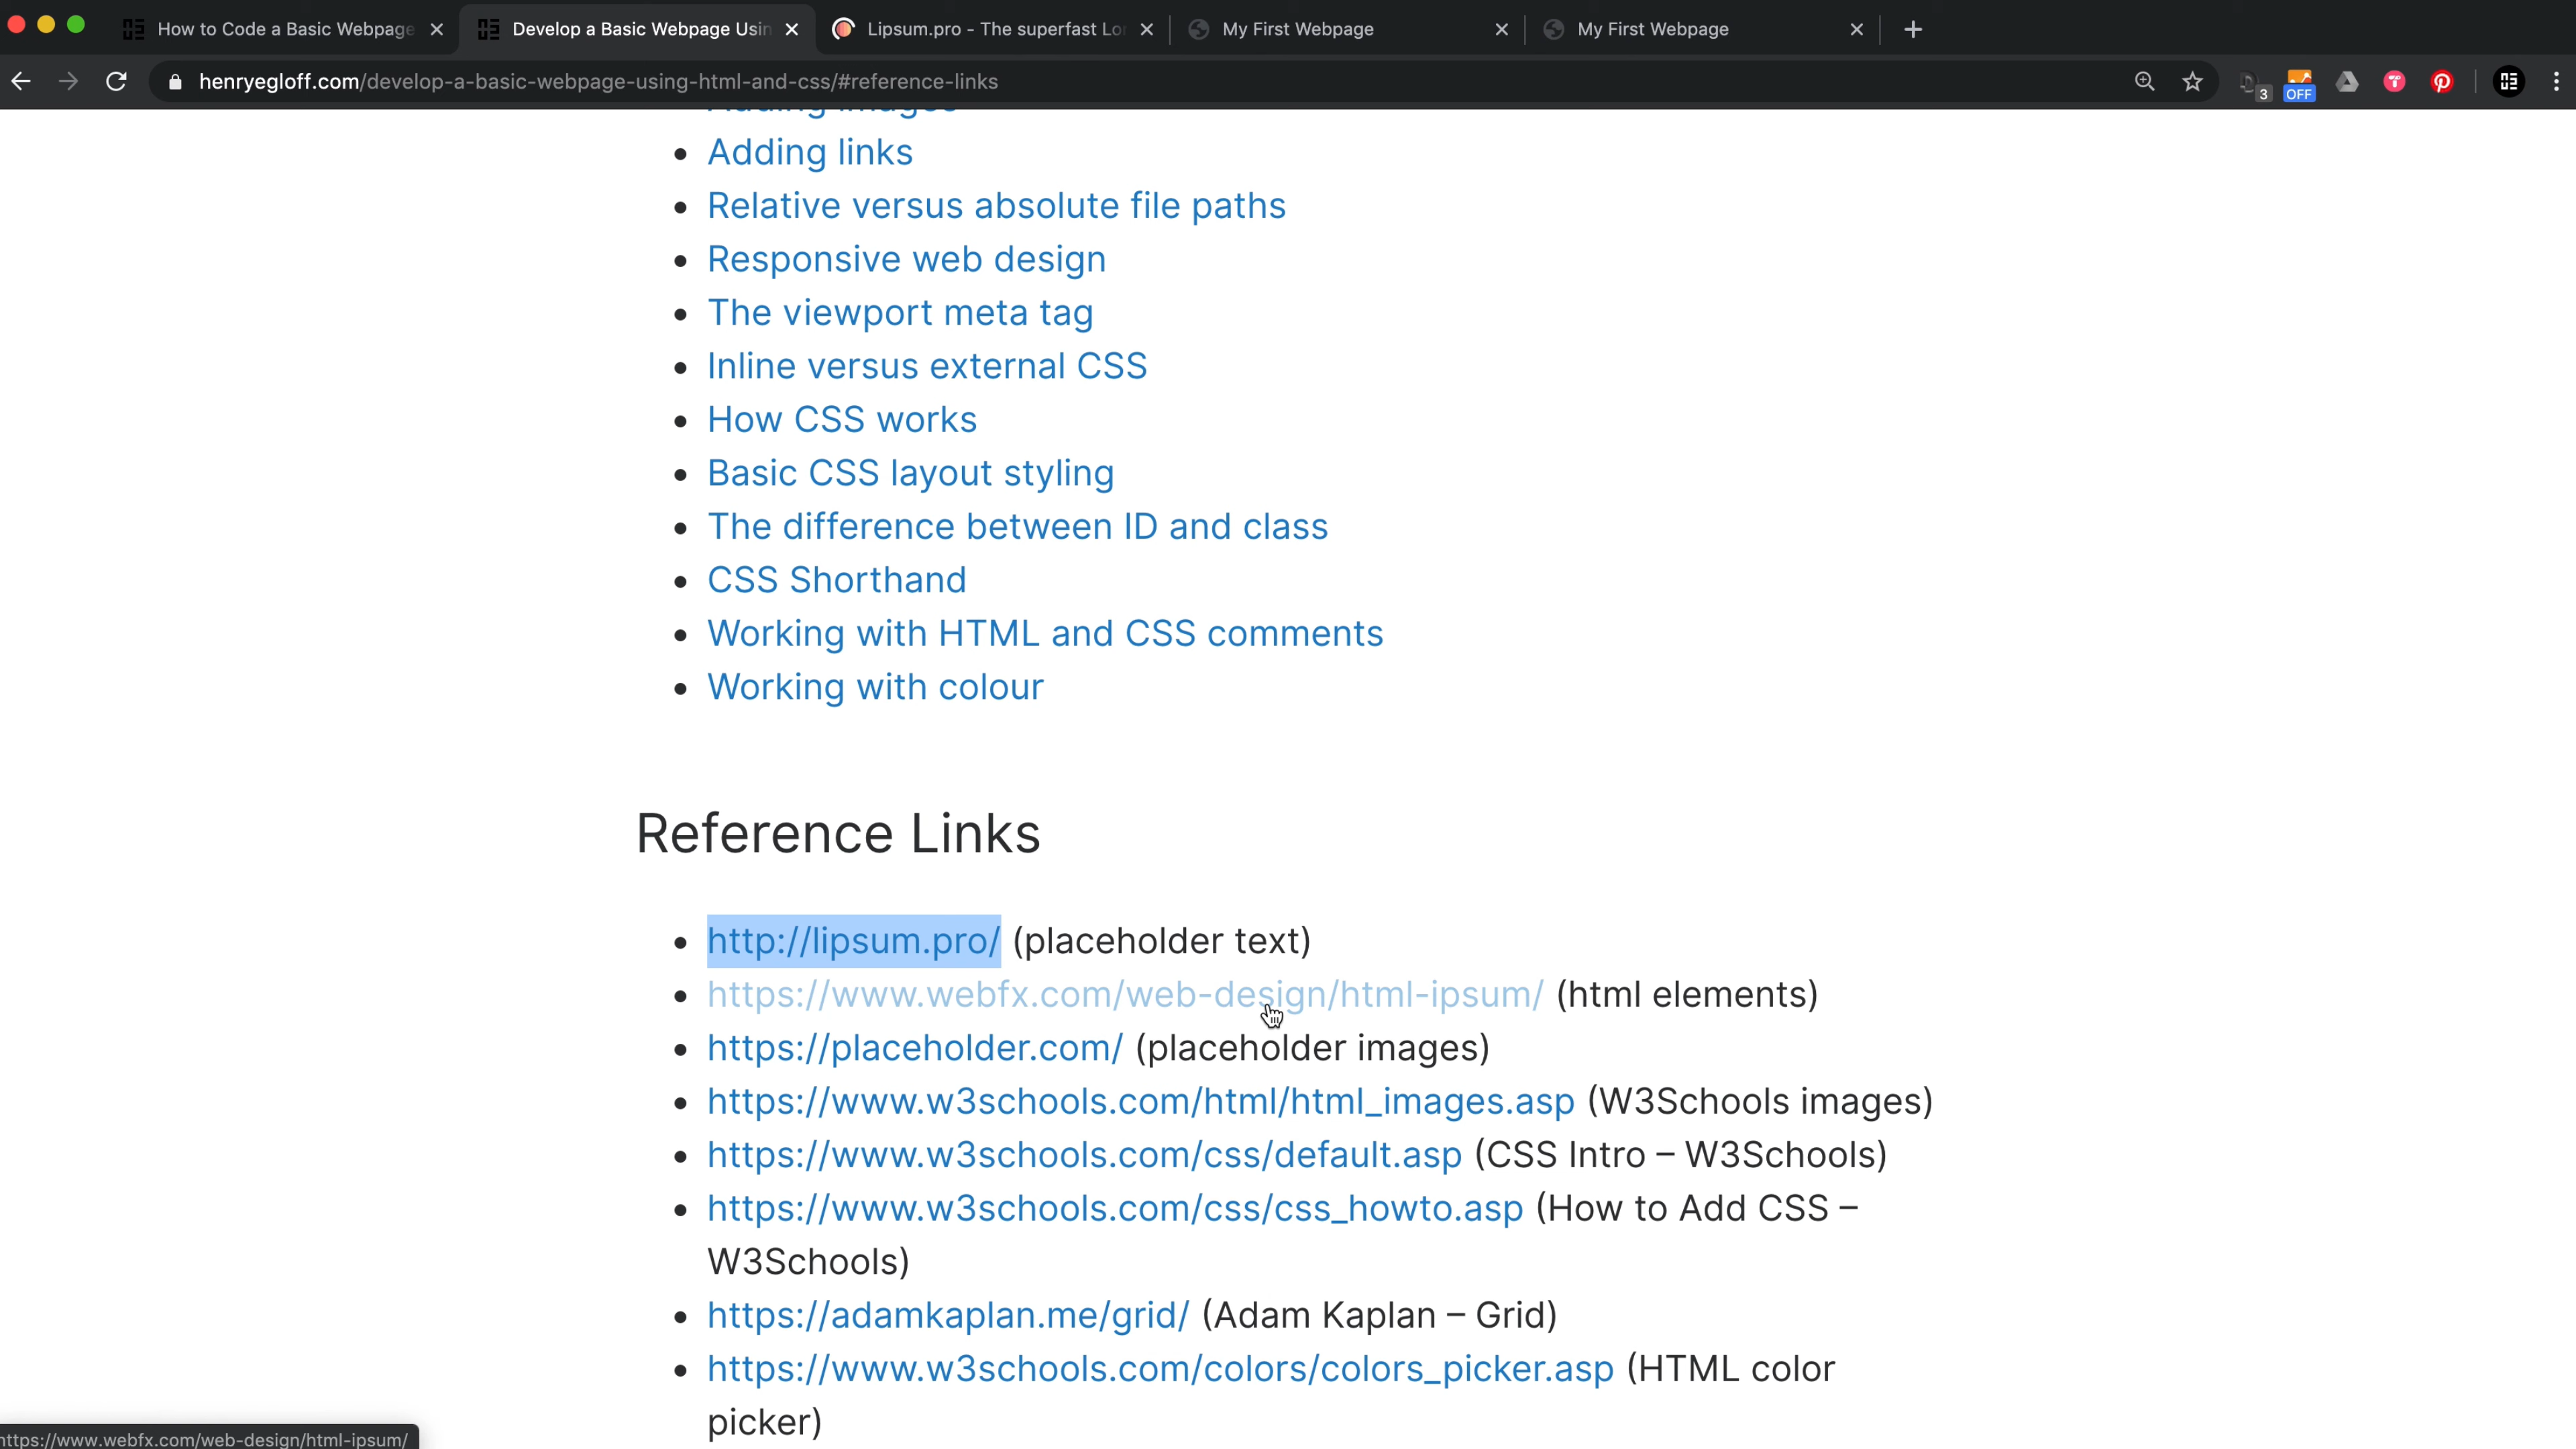 How to Code a Basic Webpage
Develop a Basic Webpage Usin
Lipsum.pro - The superfast Lor
My First Webpage
My First Webpage
henryegloff.com/develop-a-basic-webpage-using-html-and-css/#reference-links
3
OFF
Adding images
Adding links
Relative versus absolute file paths
Responsive web design
The viewport meta tag
Inline versus external CSS
How CSS works
Basic CSS layout styling
The difference between ID and class
CSS Shorthand
Working with HTML and CSS comments
Working with colour
Reference Links
http://lipsum.pro/ (placeholder text)
https://www.webfx.com/web-design/html-ipsum/ (html elements)
https://placeholder.com/ (placeholder images)
https://www.w3schools.com/html/html_images.asp (W3Schools images)
https://www.w3schools.com/css/default.asp (CSS Intro – W3Schools)
https://www.w3schools.com/css/css_howto.asp (How to Add CSS –
W3Schools)
https://adamkaplan.me/grid/ (Adam Kaplan – Grid)
https://www.w3schools.com/colors/colors_picker.asp (HTML color
picker)
https://www.webfx.com/web-design/html-ipsum/